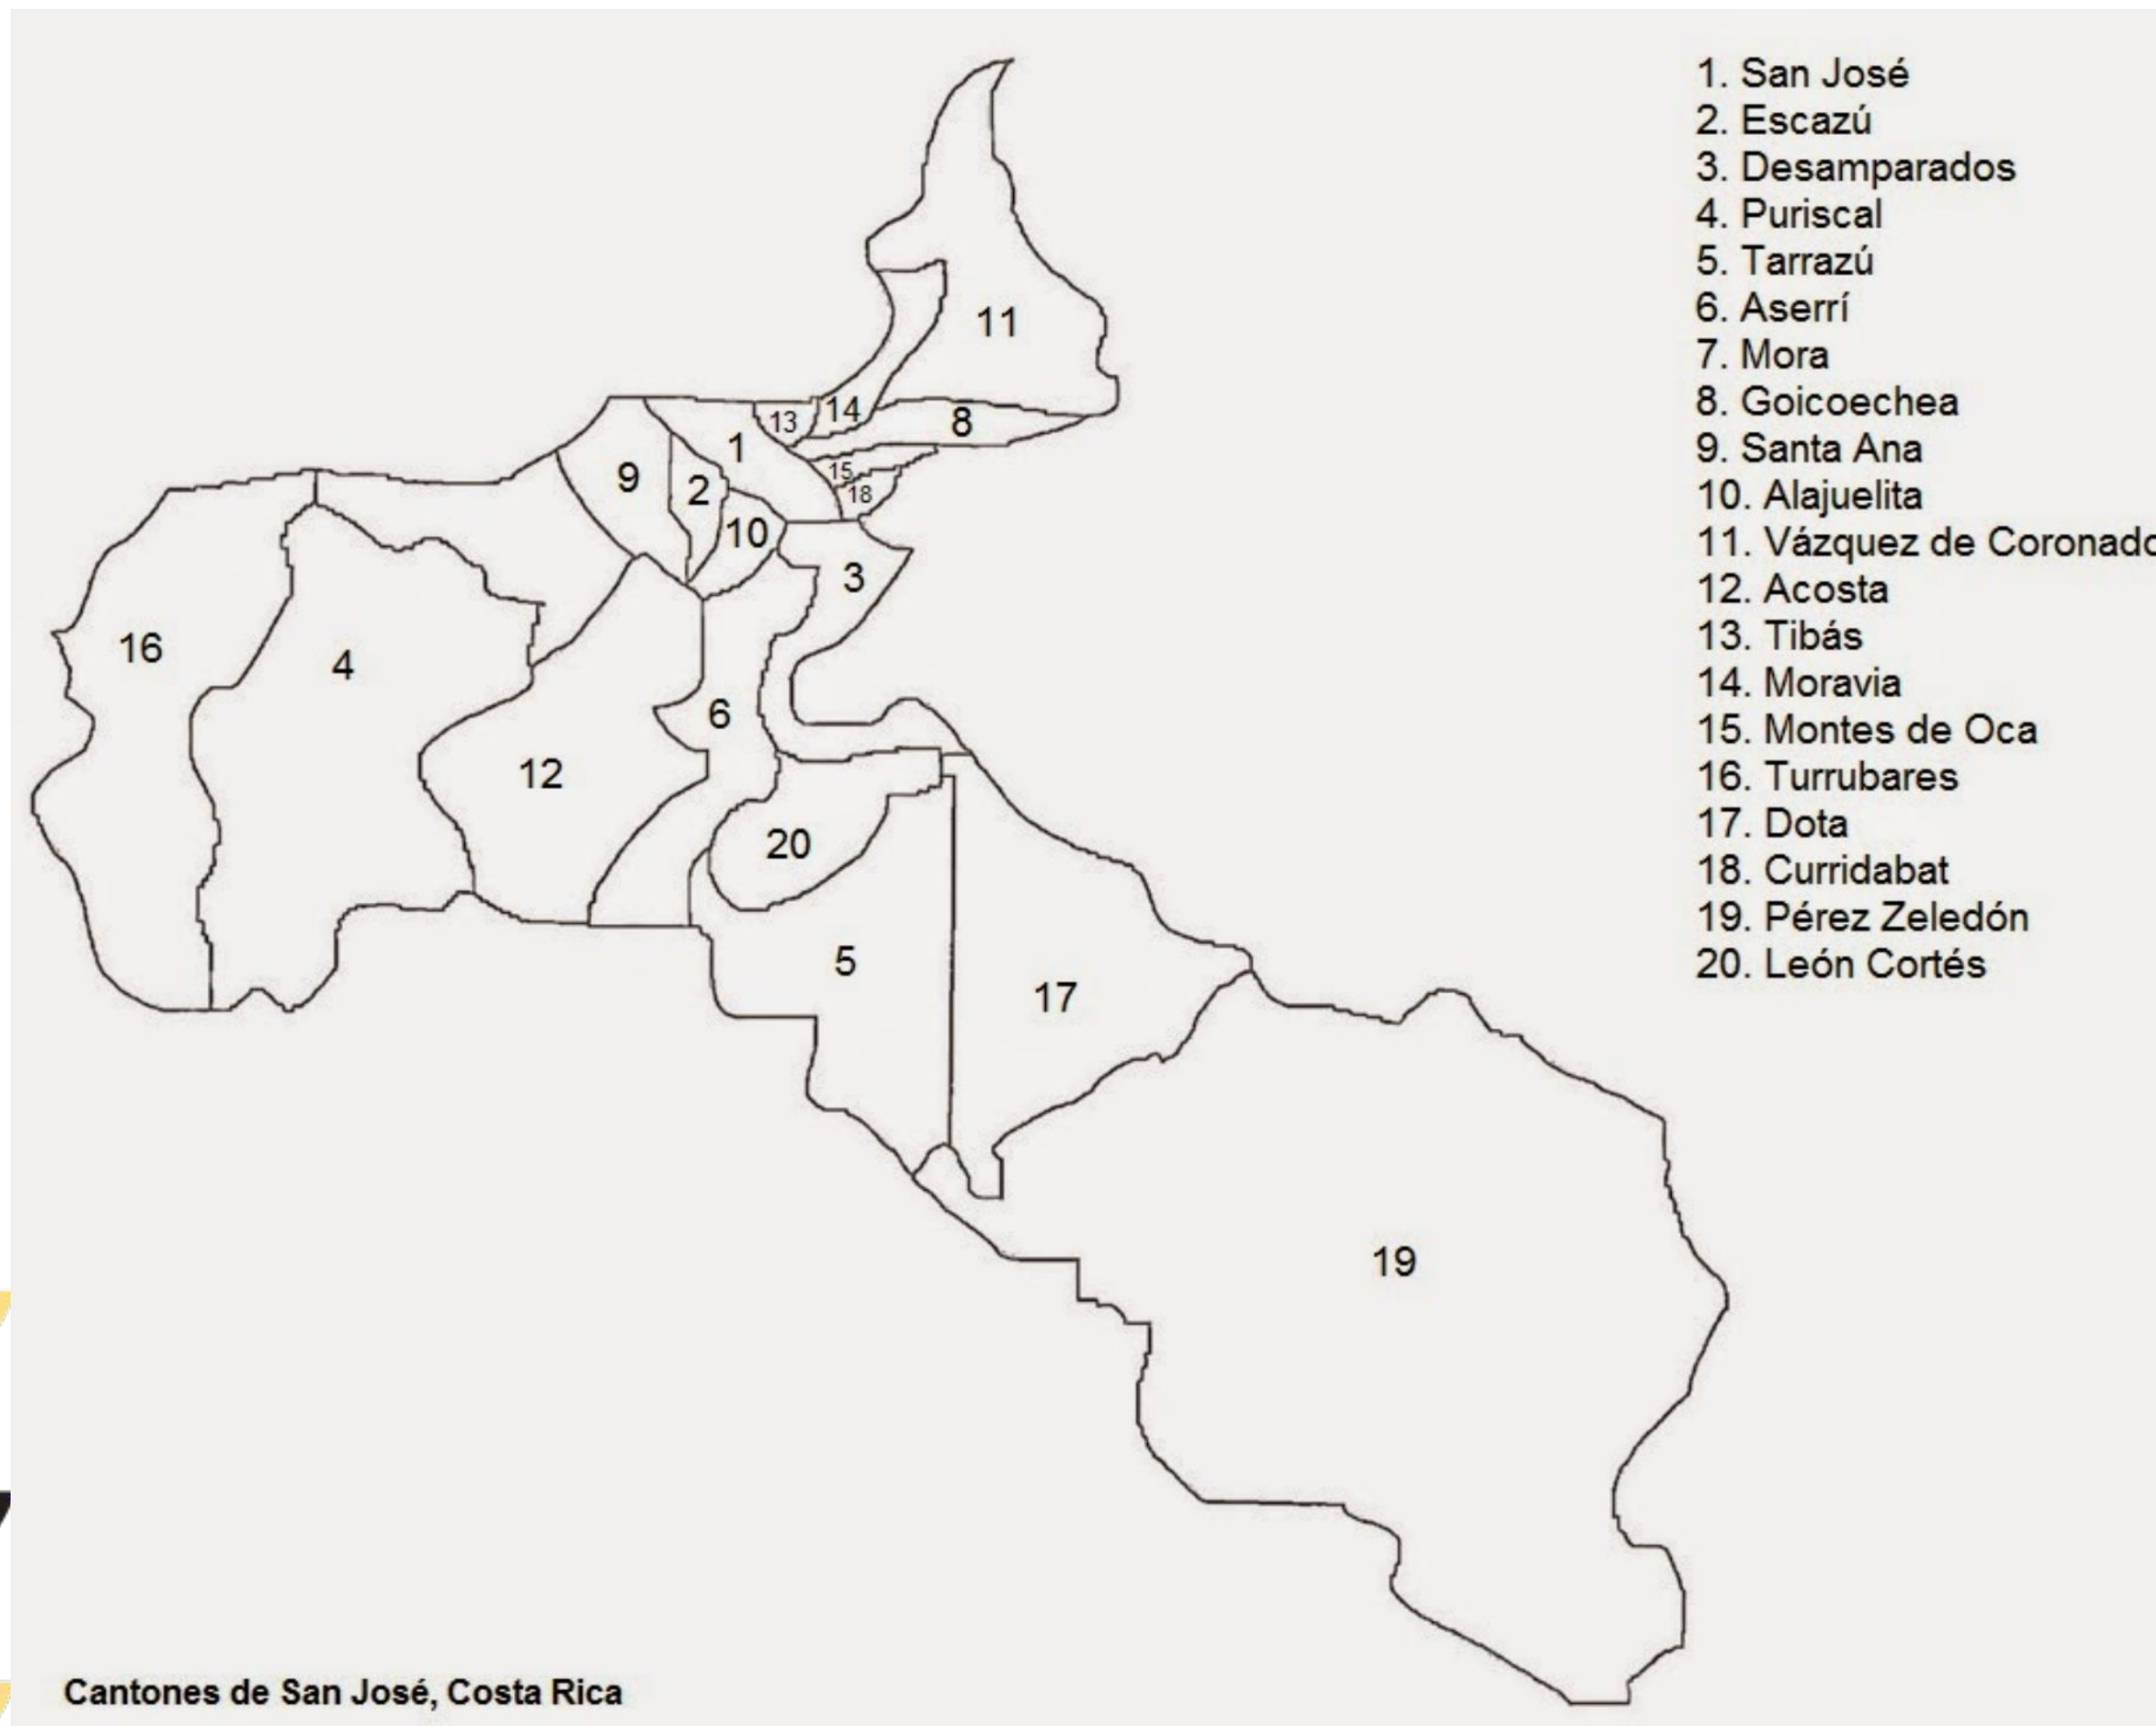 1. San José
2. Escazú
3. Desamparados
4. Puriscal
5. Tarrazú
6. Aserrí
7. Mora
8. Goicoechea
9. Santa Ana
10. Alajuelita
11. Vázquez de Coronado
12. Acosta
13. Tibás
14. Moravia
15. Montes de Oca
16. Turrubares
17. Dota
18. Curridabat
19. Pérez Zeledón
20. León Cortés
11
13
14
8
1
9
2
15
18
10
3
16
4
6
12
20
5
17
19
Cantones de San José, Costa Rica